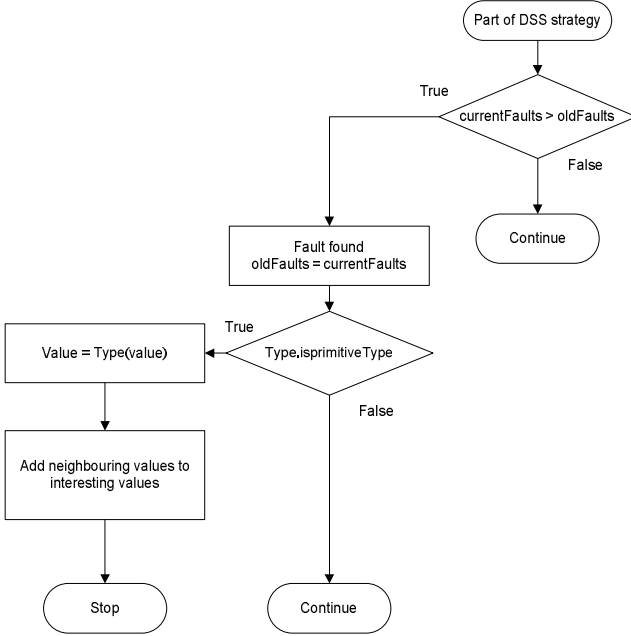 Part of DSS strategy
True
currentFaults > oldFaults
False
Continue
Fault found
oldFaults = currentFaults
True
Value = Type(value)
Type.isprimitiveType
False
Add neighbouring values to
interesting values
Stop
Continue